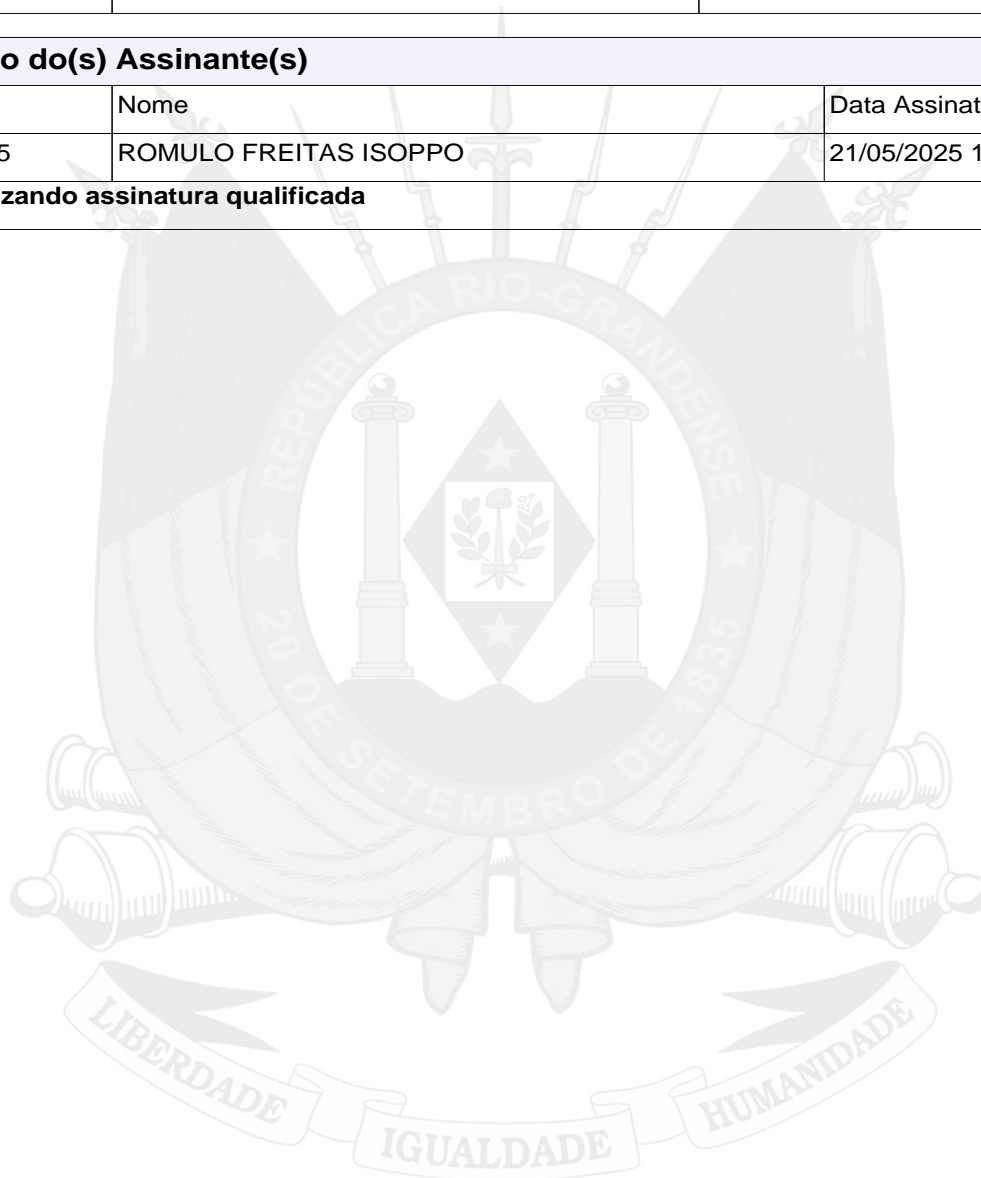 o do(s) Assinante(s)
Nome
Data Assinat
5
ROMULO FREITAS ISOPPO
21/05/2025 1
zando assinatura qualificada
REPÚBLICA RIO-GRANDENSE
20 DE SETEMBRO DE 1835
LIBERDADE
IGUALDADE
HUMANIDADE